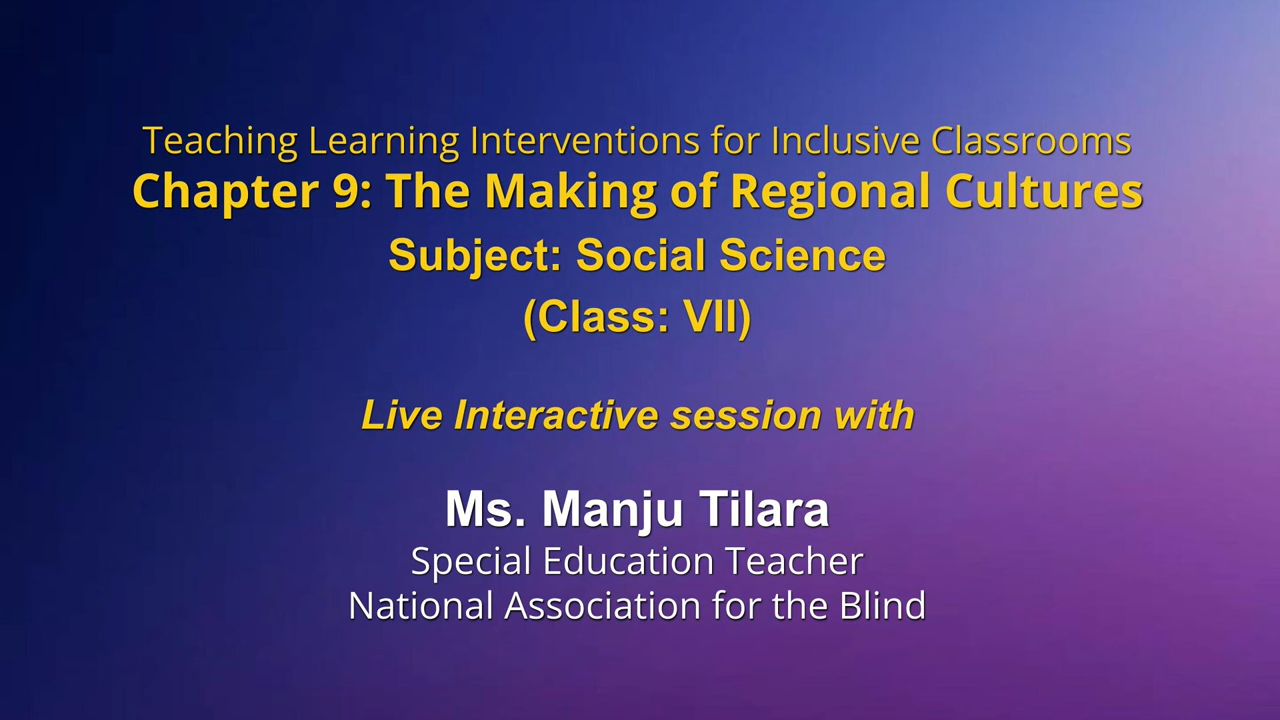 Teaching Learning Interventions for Inclusive Classrooms
Chapter 9: The Making of Regional Cultures
Subject: Social Science
(Class: VII)
Live Interactive session with
Ms. Manju Tilara
Special Education Teacher
National Association for the Blind